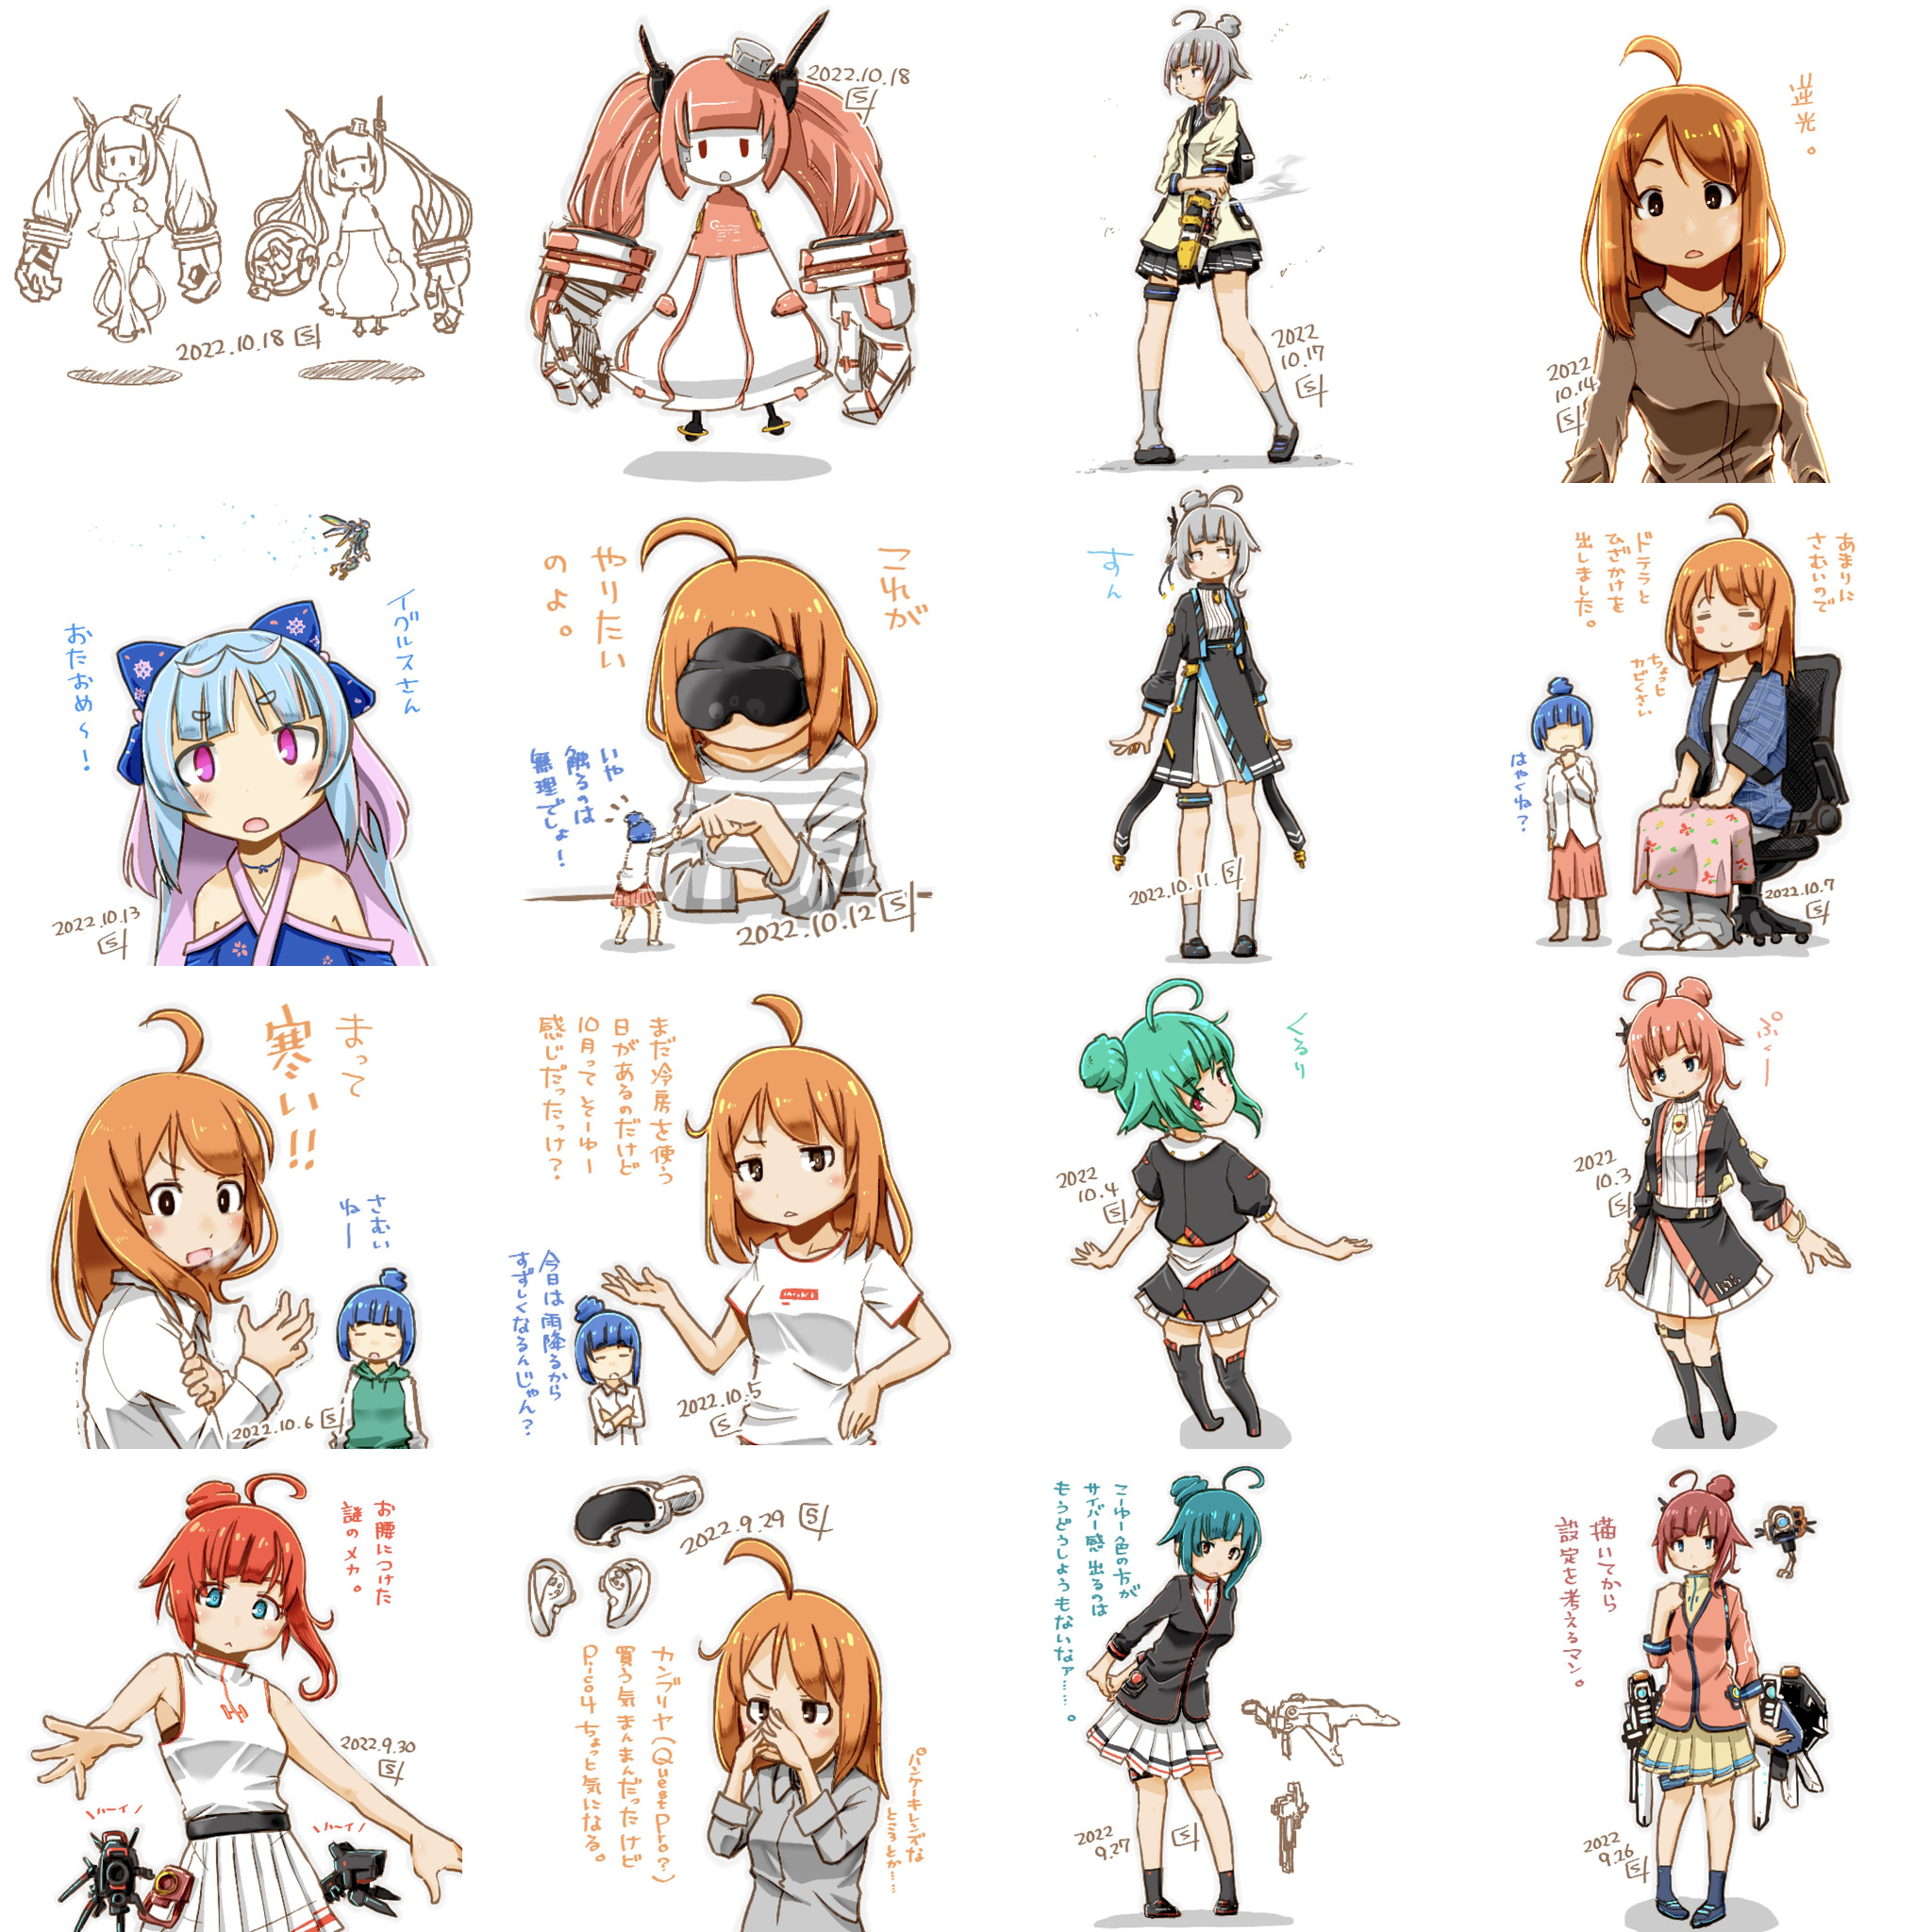 2022.10.18 S
2022.10.18
S
2022
10.17
S
逆光。
2022
10.14
S
イグルスさん
おたおめ〜!
2022.10.13
S
これが
やりたい
のよ。
いや
触るのは
無理でしょ!
2022.10.12 S
すん
2022.10.11. S
あまりに
さむいので
ドテラと
ひざかけを
出しました。
ちょっと
カビくさい
はやくね?
2022.10.7
S
まって
寒い!!
さむい
ねー
2022.10.6 S
まだ冷房を使う
日があるのだけど
10月ってそーゆー
感じだったっけ?
今日は雨降るから
すずしくなるんじゃん?
2022.10.5
S
くるり
2022
10.4
S
ぷくー
2022
10.3
S
お腰につけた
謎のメカ。
2022.9.30
S
\ハーイ/
\ハーイ/
2022.9.29 S
カンブリヤ(Quest Pro?)
買う気まんまんだったけど
Pico4ちょっと気になる。
パンケーキレンズな
ところとか……
こーゆー色の方が
サイバー感出るのは
もうどうしようもないなァ……。
2022
9.27
S
描いてから
設定を考えるマン。
2022
9.26
S